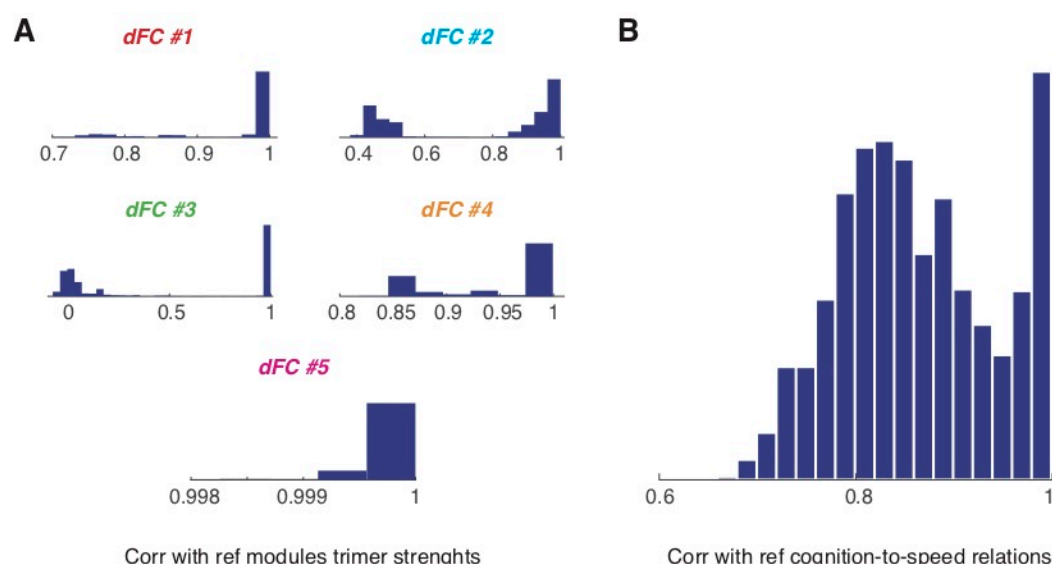 A
dFC #1
0.7 0.8 0.9 1
dFC #2
0.4 0.6 0.8 1
dFC #3
0 0.5 1
dFC #4
0.8 0.85 0.9 0.95 1
dFC #5
0.998 0.999 1
Corr with ref modules trimer strenghts
B
0.6 0.8 1
Corr with ref cognition-to-speed relations